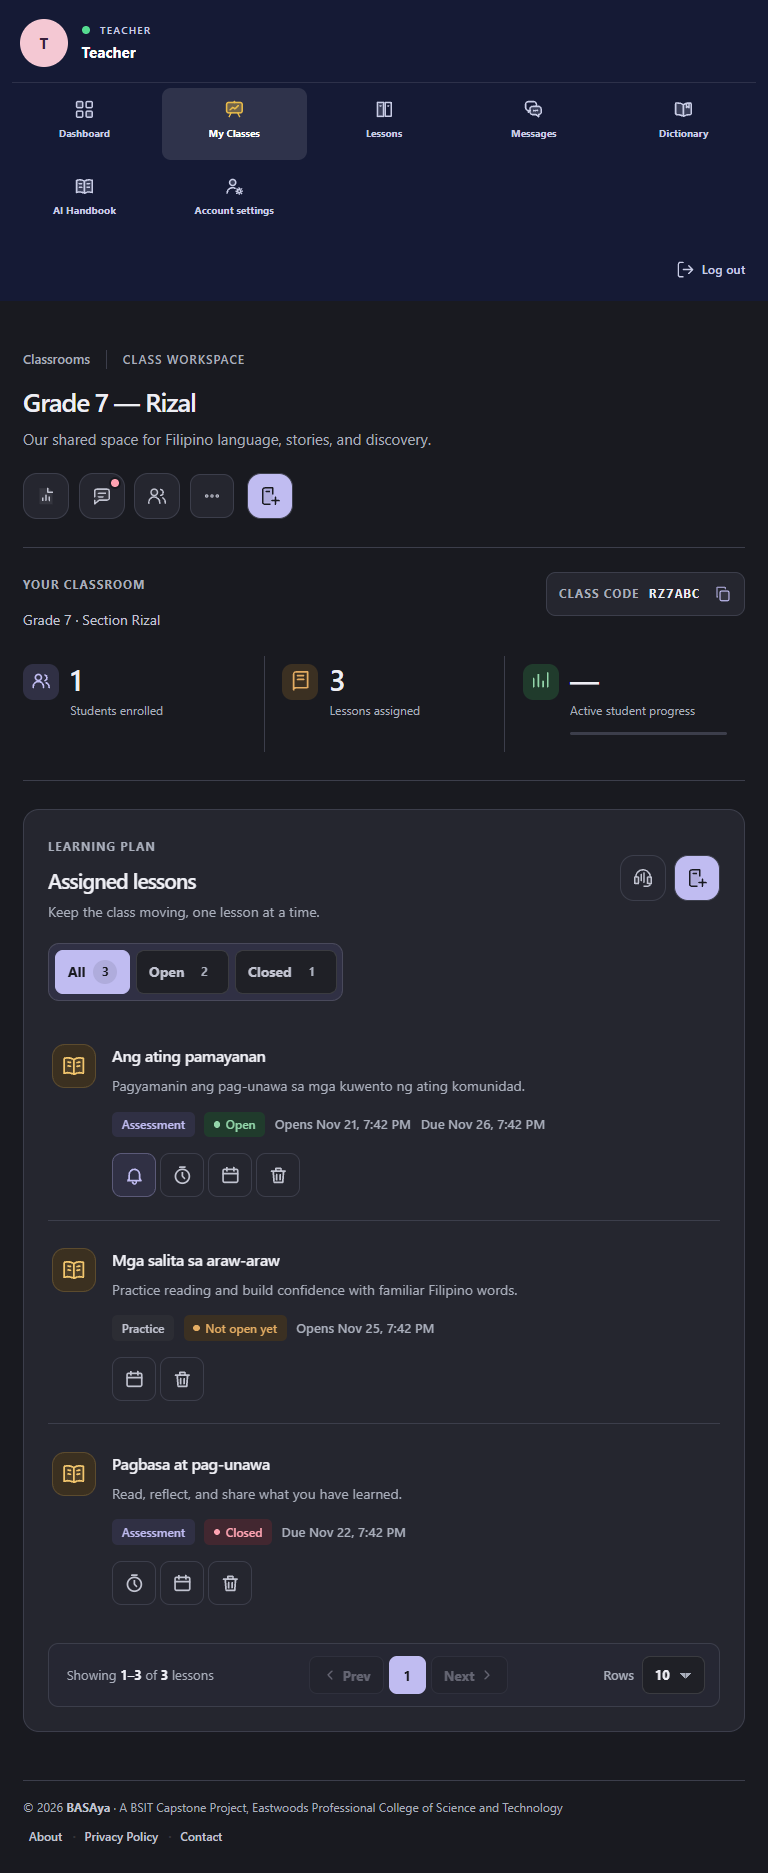 T
TEACHER
Teacher
Dashboard
My Classes
Lessons
Messages
Dictionary
AI Handbook
Account settings
Log out
Classrooms
CLASS WORKSPACE
Grade 7 — Rizal
Our shared space for Filipino language, stories, and discovery.
YOUR CLASSROOM
Grade 7 · Section Rizal
CLASS CODE RZ7ABC
1
Students enrolled
3
Lessons assigned
—
Active student progress
LEARNING PLAN
Assigned lessons
Keep the class moving, one lesson at a time.
All 3
Open 2
Closed 1
Ang ating pamayanan
Pagyamanin ang pag-unawa sa mga kuwento ng ating komunidad.
Assessment Open Opens Nov 21, 7:42 PM Due Nov 26, 7:42 PM
Mga salita sa araw-araw
Practice reading and build confidence with familiar Filipino words.
Practice Not open yet Opens Nov 25, 7:42 PM
Pagbasa at pag-unawa
Read, reflect, and share what you have learned.
Assessment Closed Due Nov 22, 7:42 PM
Showing 1–3 of 3 lessons
Prev 1 Next
Rows 10
© 2026 BASAya · A BSIT Capstone Project, Eastwoods Professional College of Science and Technology
About · Privacy Policy · Contact